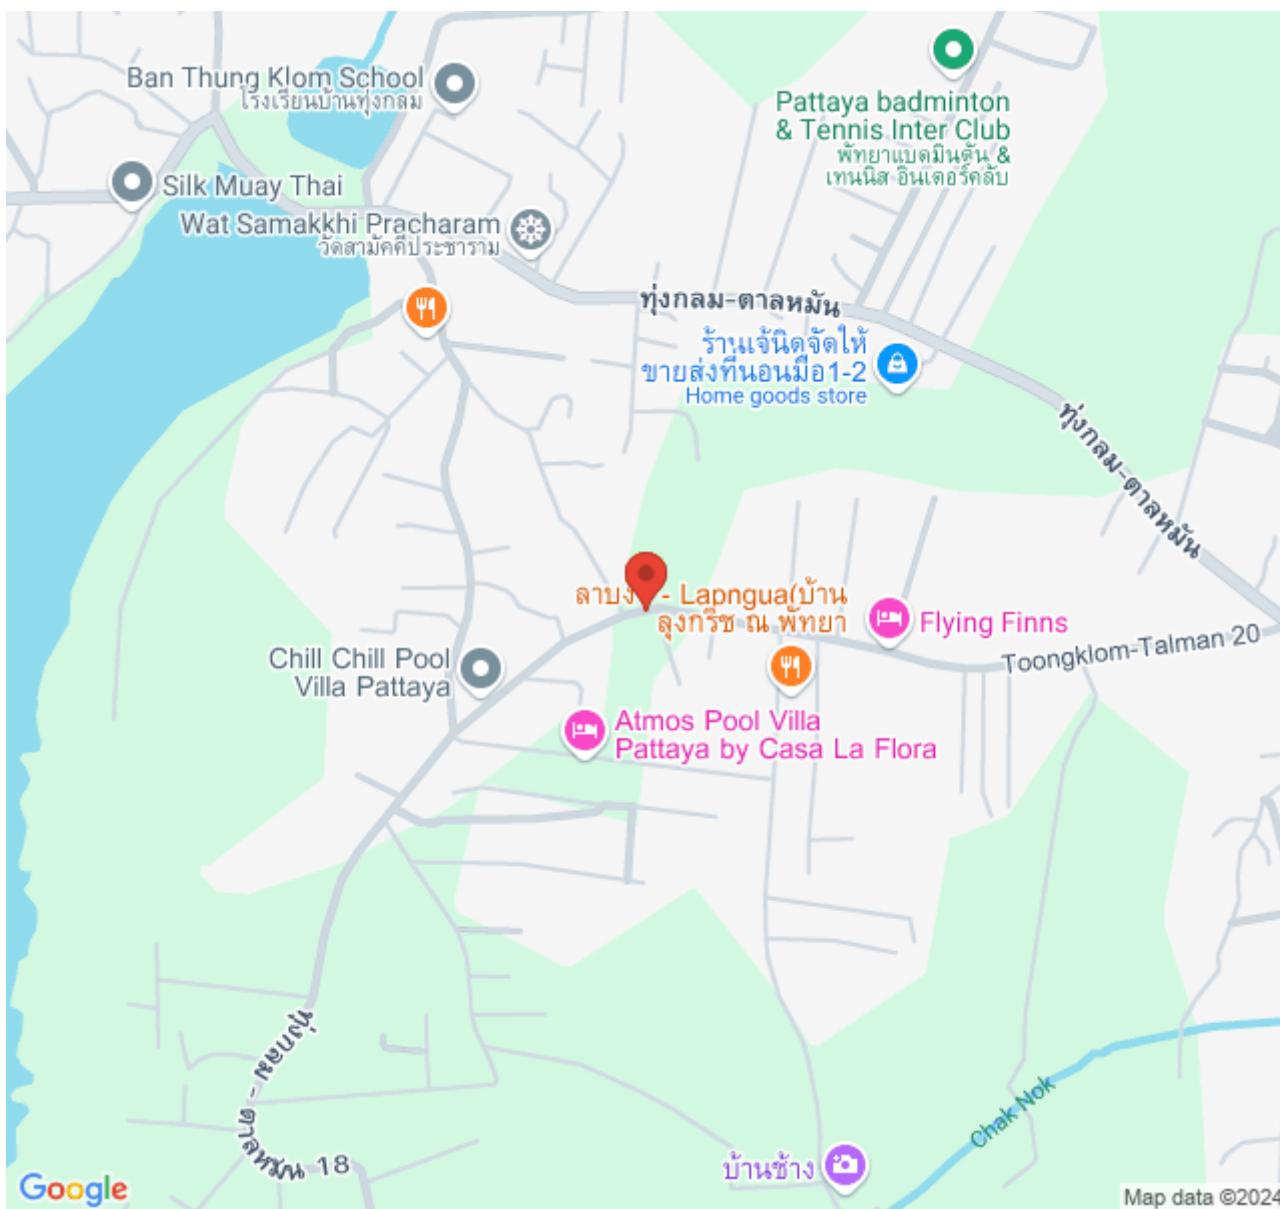 Ban Thung Klom School
โรงเรียนบ้านทุ่งกลม
Pattaya badminton
& Tennis Inter Club
พัทยาแบดมินตัน &
เทนนิส อินเตอร์คลับ
Silk Muay Thai
Wat Samakkhi Pracharam
วัดสามัคคีประชาราม
ทุ่งกลม-ตาลหมัน
ร้านเจ้นิดจัดให้
ขายส่งที่นอนมือ1-2
Home goods store
ทุ่งกลม-ตาลหมัน
- Lapngua(บ้าน
ลุงกริช ณ พัทยา
Flying Finns
Toongklom-Talman 20
Chill Chill Pool
Villa Pattaya
Atmos Pool Villa
Pattaya by Casa La Flora
ทุ่งกลม - ตาลหมัน 18
Chak Nok
บ้านช้าง
Google
Map data ©2024